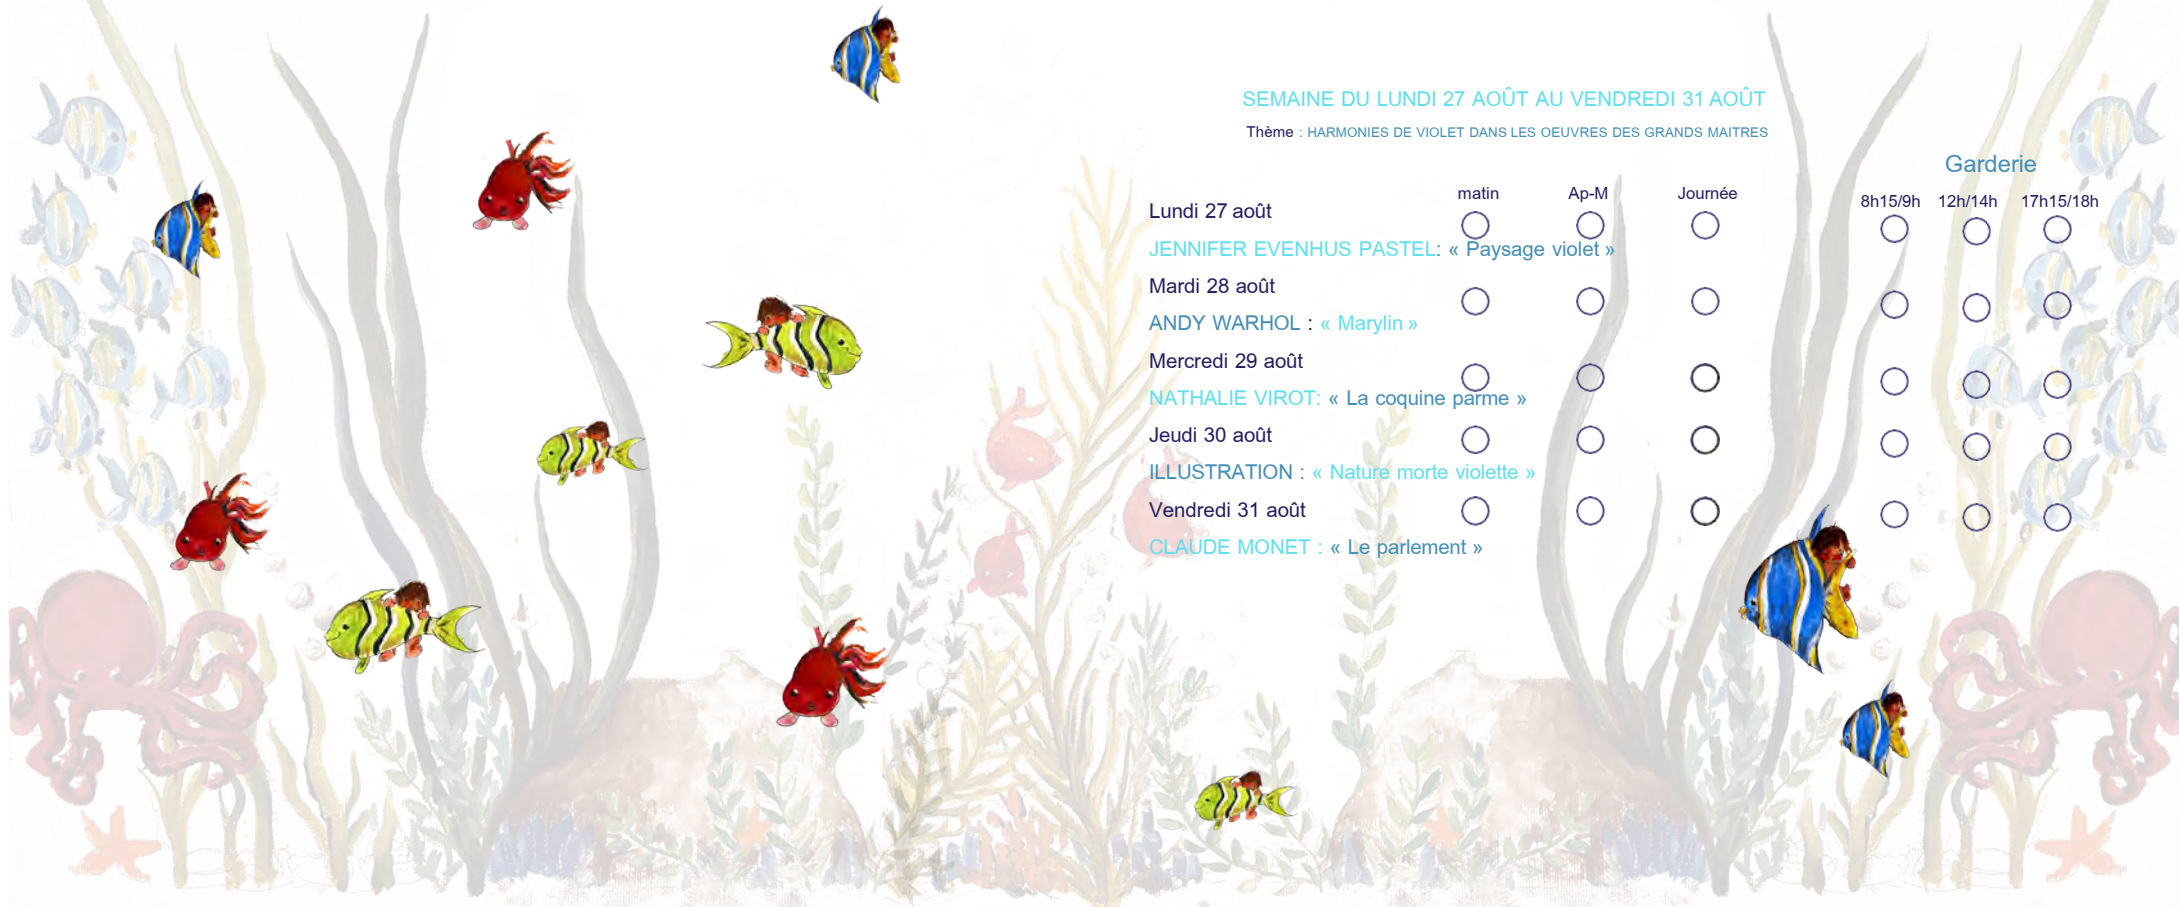 SEMAINE DU LUNDI 27 AOÛT AU VENDREDI 31 AOÛT
Thème : HARMONIES DE VIOLET DANS LES OEUVRES DES GRANDS MAITRES
Garderie
matin Ap-M Journée 8h15/9h 12h/14h 17h15/18h
Lundi 27 août
JENNIFER EVENHUS PASTEL: « Paysage violet »
Mardi 28 août
ANDY WARHOL : « Marylin »
Mercredi 29 août
NATHALIE VIROT: « La coquine parme »
Jeudi 30 août
ILLUSTRATION : « Nature morte violette »
Vendredi 31 août
CLAUDE MONET : « Le parlement »